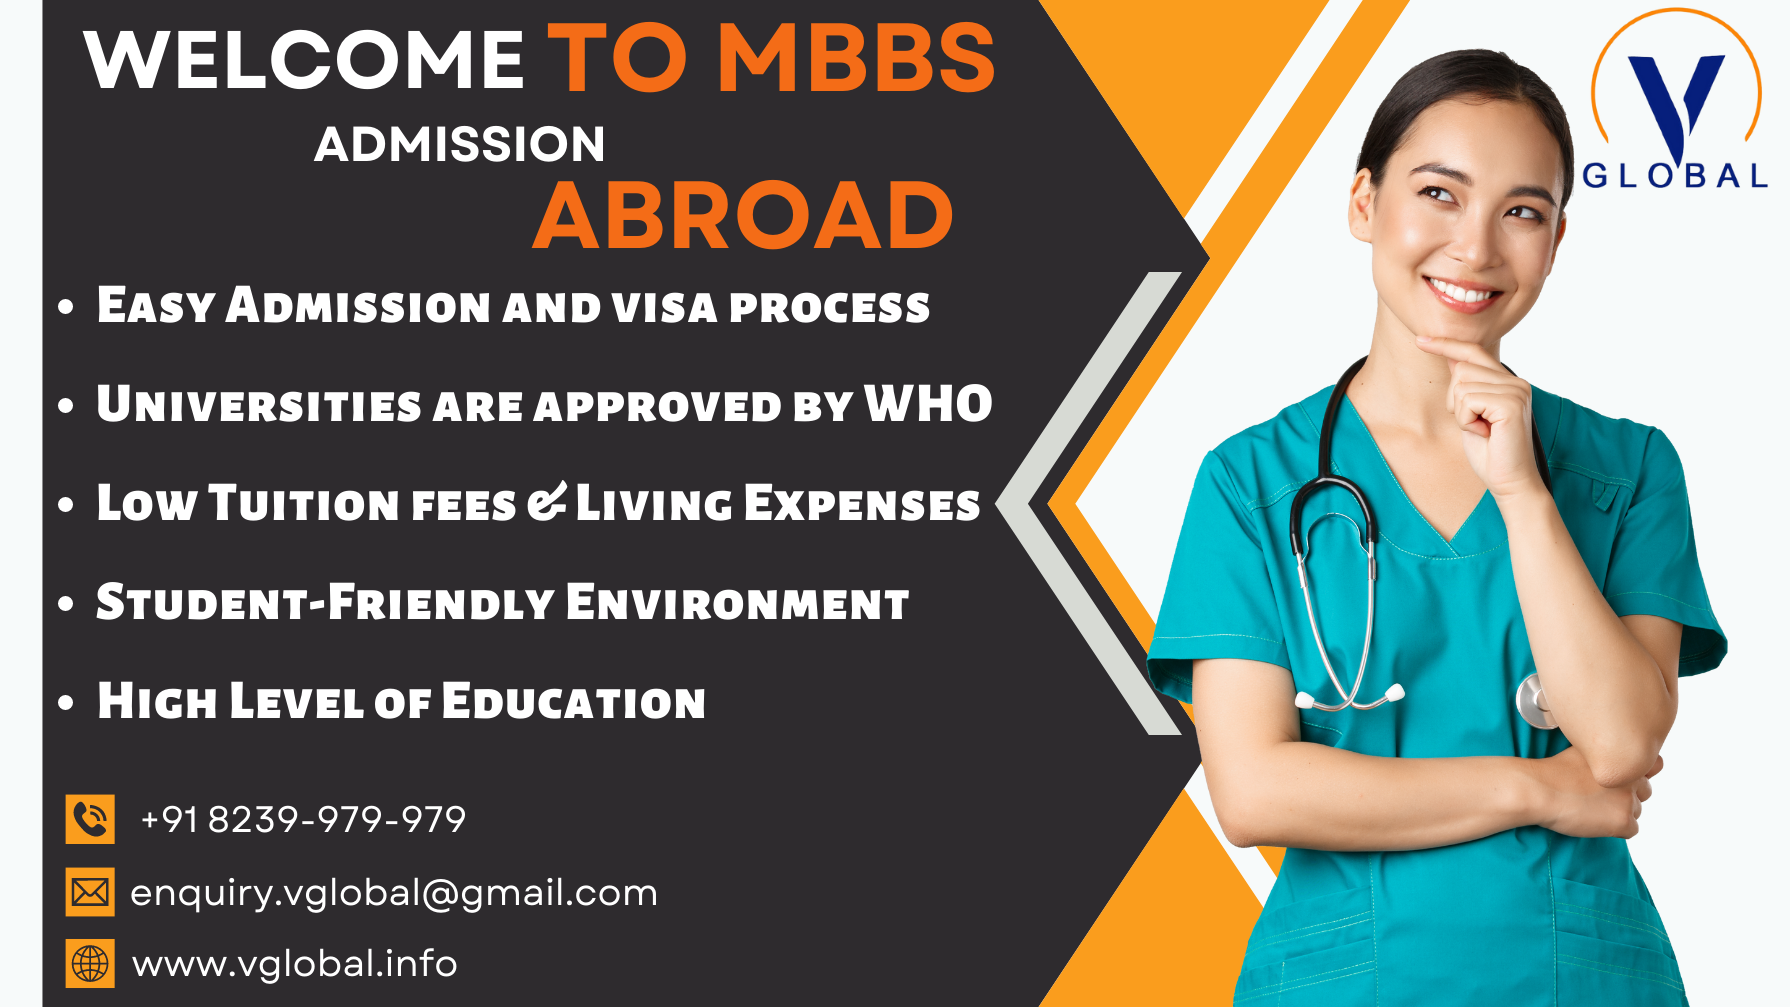 WELCOME TO MBBS
ADMISSION
ABROAD
• Easy Admission and visa process
• Universities are approved by WHO
• Low Tuition fees & Living Expenses
• Student-Friendly Environment
• High Level of Education
+91 8239-979-979
enquiry.vglobal@gmail.com
www.vglobal.info
V
GLOBAL